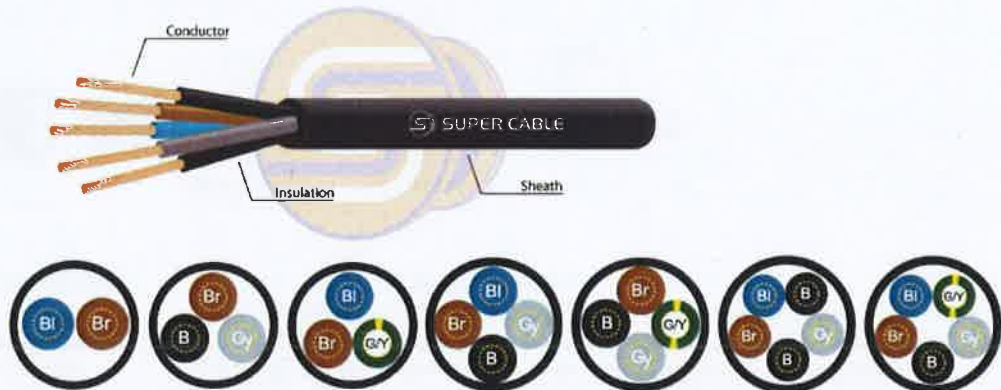 Conductor
SUPER CABLE
Insulation
Sheath
Bl Br
Br B Gy
Bl Br G/Y
Bl Br Gy B
Br B G/Y Gy
Bl B Br Gy B
Bl G/Y Br Gy B